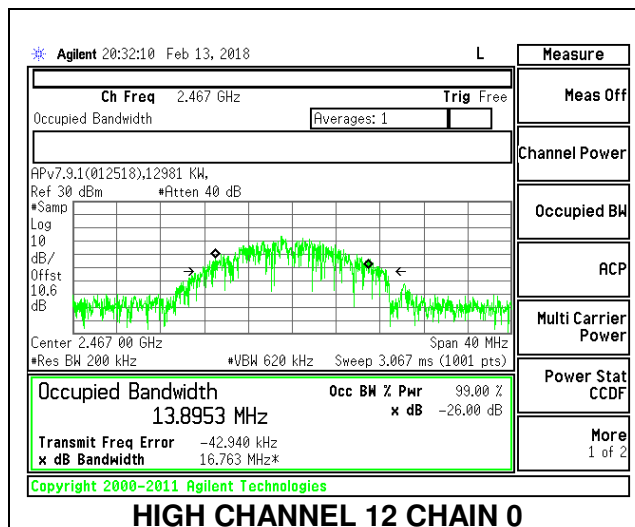 Agilent 20:32:10 Feb 13, 2018 L
Measure
Ch Freq 2.467 GHz Trig Free
Meas Off
Occupied Bandwidth Averages: 1
Channel Power
APv7.9.1(012518),12981 KW,
Ref 30 dBm #Atten 40 dB
#Samp
Log
10
dB/
Offst
10.6
dB
Occupied BW
ACP
Multi Carrier
Power
Center 2.467 00 GHz Span 40 MHz
#Res BW 200 kHz #VBW 620 kHz Sweep 3.067 ms (1001 pts)
Power Stat
CCDF
Occupied Bandwidth Occ BW % Pwr 99.00 %
13.8953 MHz x dB -26.00 dB
Transmit Freq Error -42.940 kHz
x dB Bandwidth 16.763 MHz*
More
1 of 2
Copyright 2000-2011 Agilent Technologies
HIGH CHANNEL 12 CHAIN 0